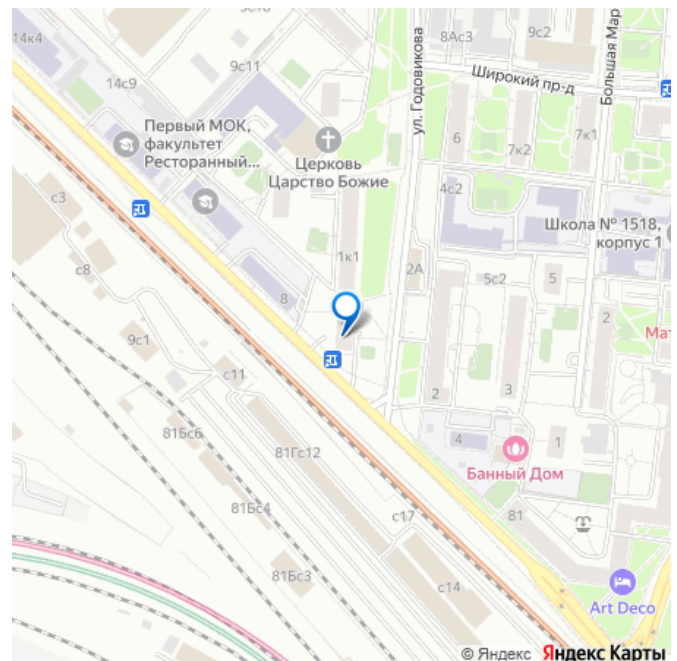 9с10
14к4
8Ас3
9с2
9с11
Широкий пр-д
Большая Мар
14с9
ул. Годовикова
Первый МОК,
факультет
Ресторанный...
6
7к2
7к1
Церковь
Царство Божие
4с2
с3
Школа № 1518,
корпус 1
1к1
2А
с8
5с2
5
8
2
9с1
Мат
с11
2
3
81Бс6
4
1
81Гс12
Банный Дом
81Бс4
с17
81
81Бс3
с14
Art Deco
© Яндекс Яндекс Карты